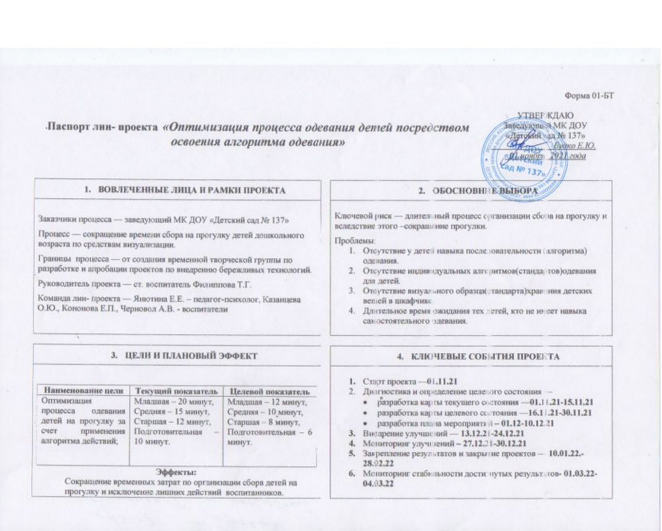 Форма 01-БТ
УТВЕРЖДАЮ
Заведующий МК ДОУ
«Детский сад № 137»
Е.Ю.
2021 года
Паспорт лин- проекта «Оптимизация процесса одевания детей посредством
освоения алгоритма одевания»
1. ВОВЛЕЧЕННЫЕ ЛИЦА И РАМКИ ПРОЕКТА
Заказчики процесса — заведующий МК ДОУ «Детский сад № 137»
Процесс — сокращение времени сбора на прогулку детей дошкольного
возраста по средствам визуализации.
Границы процесса — от создания временной творческой группы по
разработке и апробации проектов по внедрению бережливых технологий.
Руководитель проекта — ст. воспитатель Филиппова Т.Г.
Команда лин- проекта — Явютина Е.Е. – педагог-психолог, Казанцева
О.Ю., Кононова Е.П., Черновол А.В. - воспитатели
2. ОБОСНОВНИЕ ВЫБОРА
Ключевой риск — длительный процесс организации сбора на прогулку и
вследствие этого –сокращение прогулки.
Проблемы:
1. Отсутствие у детей навыка последовательности (алгоритма)
одевания.
2. Отсутствие индивидуальных алгоритмов(стандартов)одевания
для детей.
3. Отсутствие визуального образца(стандарта)хранения детских
вещей в шкафчике.
4. Длительное время ожидания тех детей, кто не имеет навыка
самостоятельного одевания.
3. ЦЕЛИ И ПЛАНОВЫЙ ЭФФЕКТ
Наименование цели Текущий показатель Целевой показатель
Оптимизация Младшая – 20 минут, Младшая – 12 минут,
процесса одевания Средняя – 15 минут, Средняя – 10 минут,
детей на прогулку за Старшая – 12 минут, Старшая – 8 минут,
счет применения Подготовительная – Подготовительная – 6
алгоритма действий; 10 минут. минут.
Эффекты:
Сокращение временных затрат по организации сбора детей на
прогулку и исключение лишних действий воспитанников.
4. КЛЮЧЕВЫЕ СОБЫТИЯ ПРОЕКТА
1. Старт проекта —01.11.21
2. Диагностика и определение целевого состояния —
• разработка карты текущего состояния —01.11.21-15.11.21
• разработка карты целевого состояния —16.11.21-30.11.21
• разработка плана мероприятий – 01.12-10.12.21
3. Внедрение улучшений — 13.12.21-24.12.21
4. Мониторинг улучшений – 27.12.21-30.12.21
5. Закрепление результатов и закрытие проектов — 10.01.22.-
28.02.22
6. Мониторинг стабильности достигнутых результатов- 01.03.22-
04.03.22